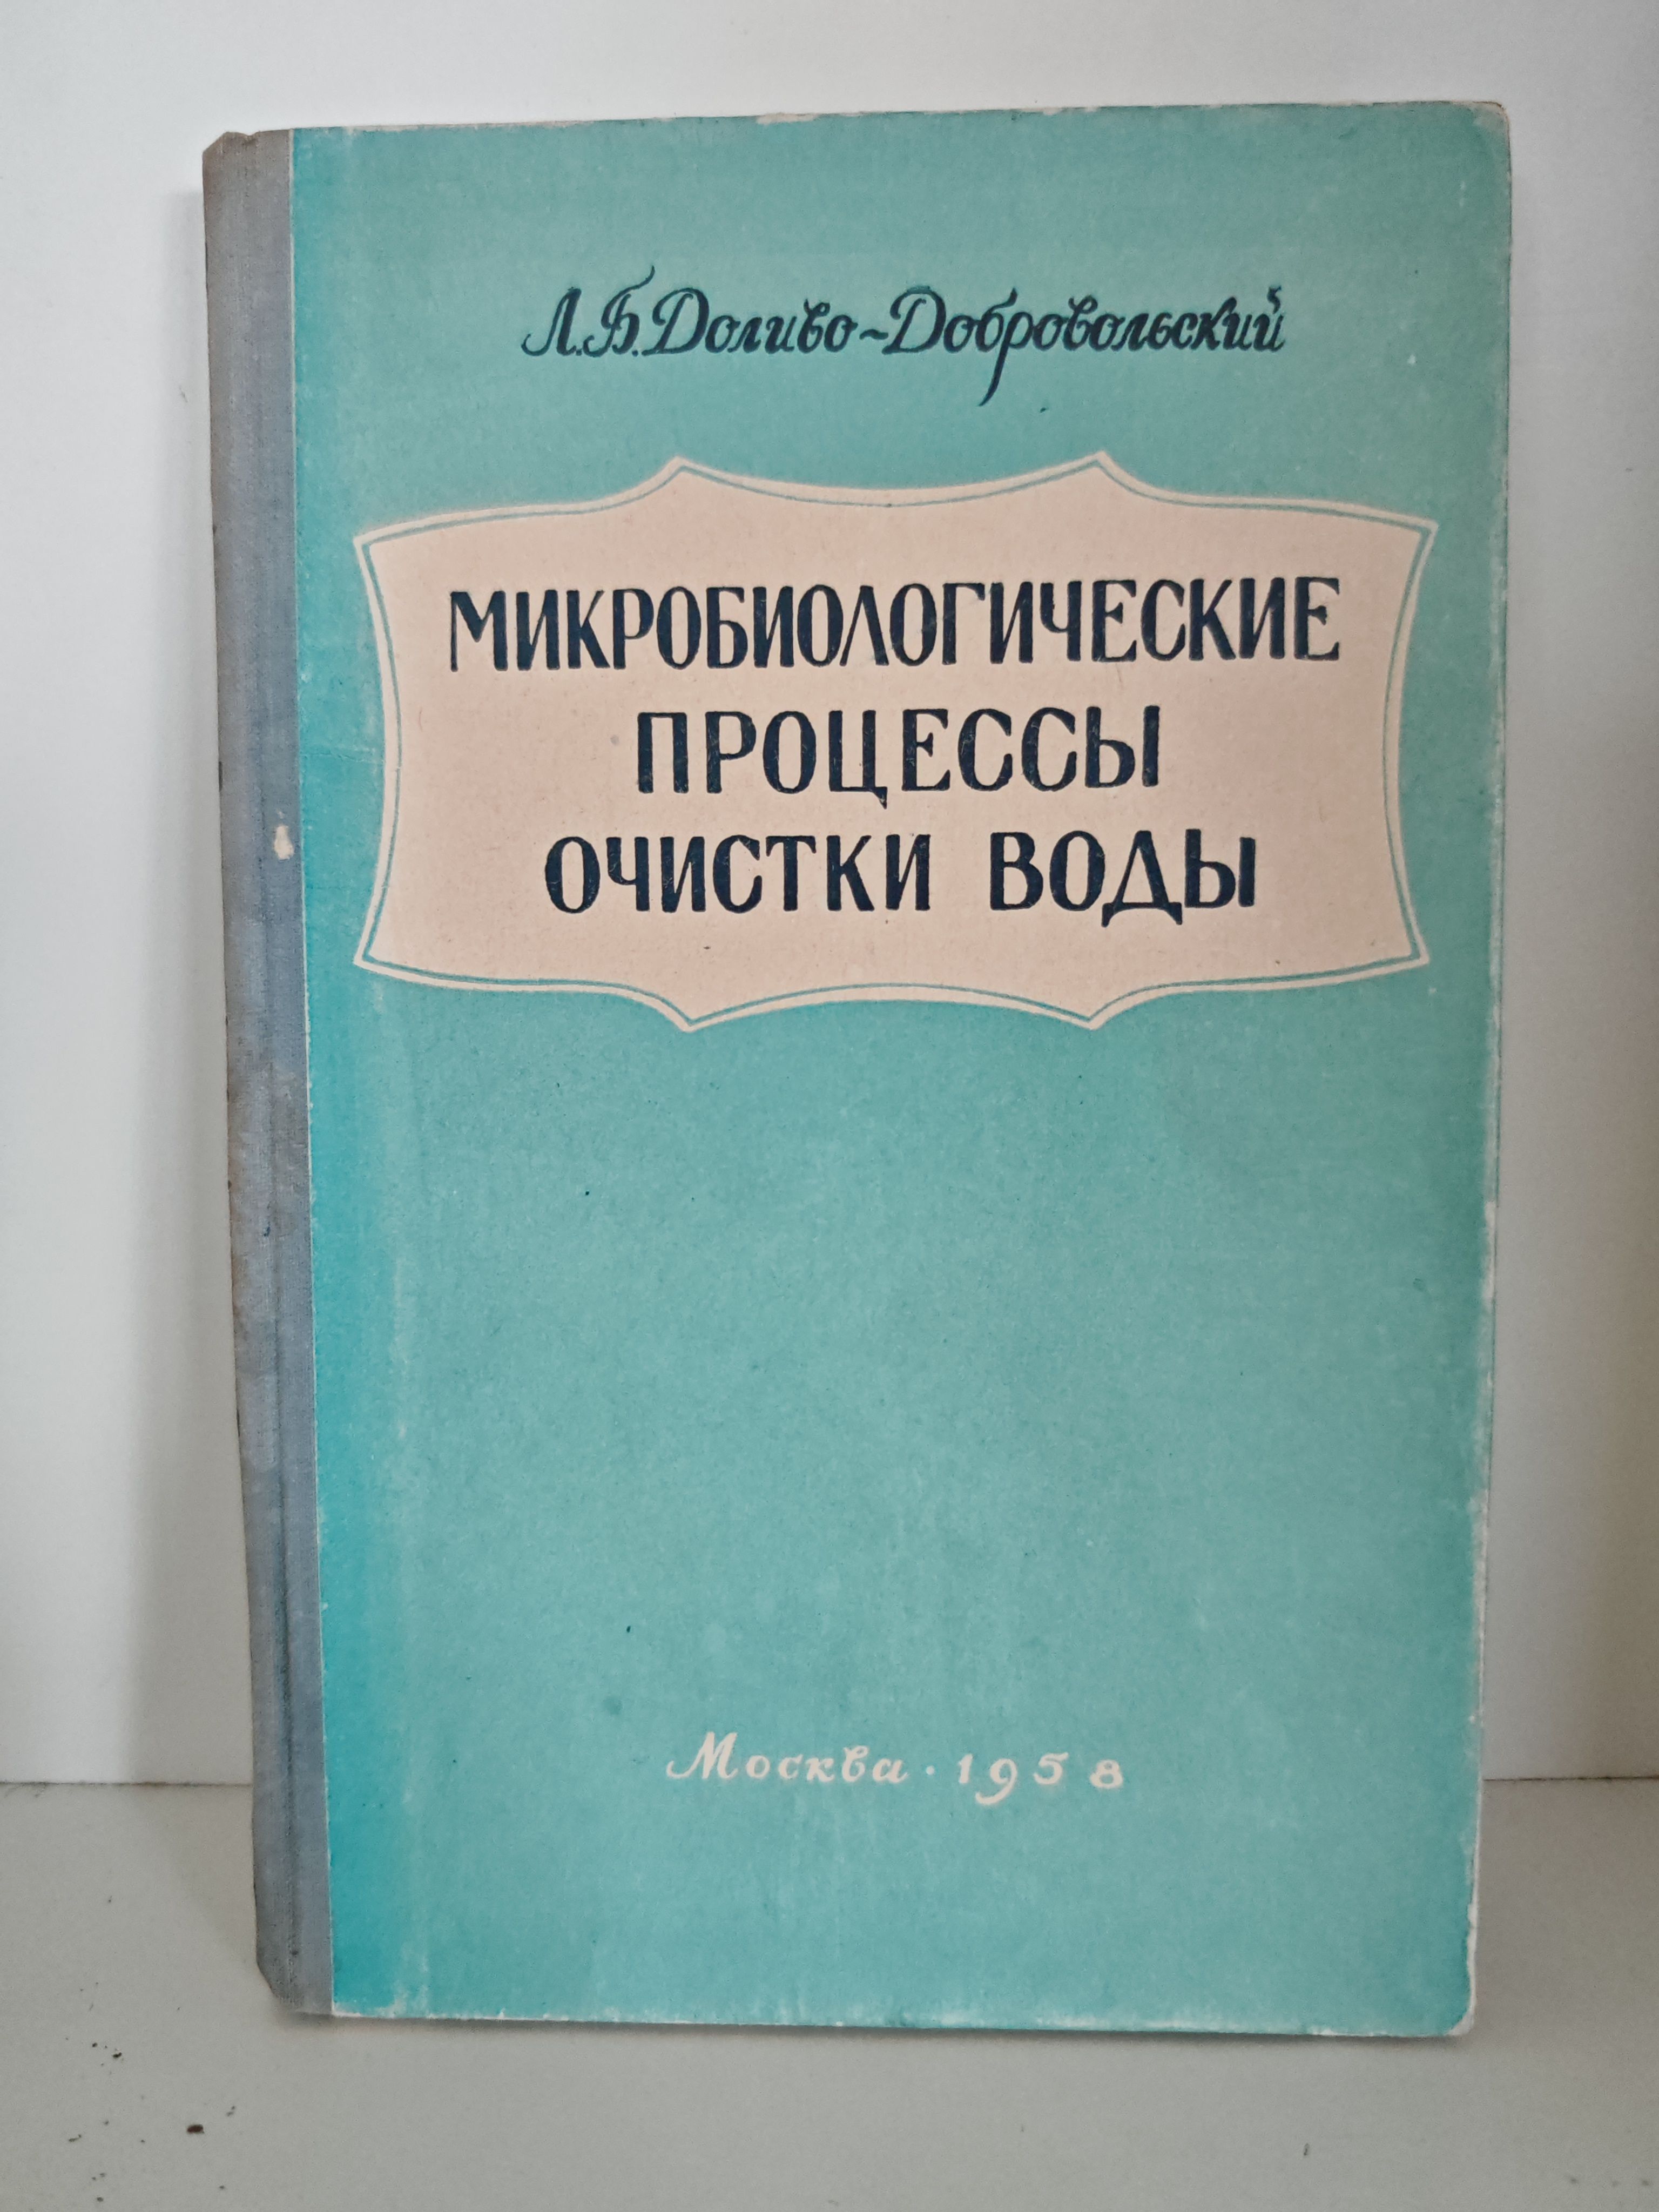 Л.Б.Доливо-Добровольский
МИКРОБИОЛОГИЧЕСКИЕ
ПРОЦЕССЫ
ОЧИСТКИ ВОДЫ
Москва · 1958